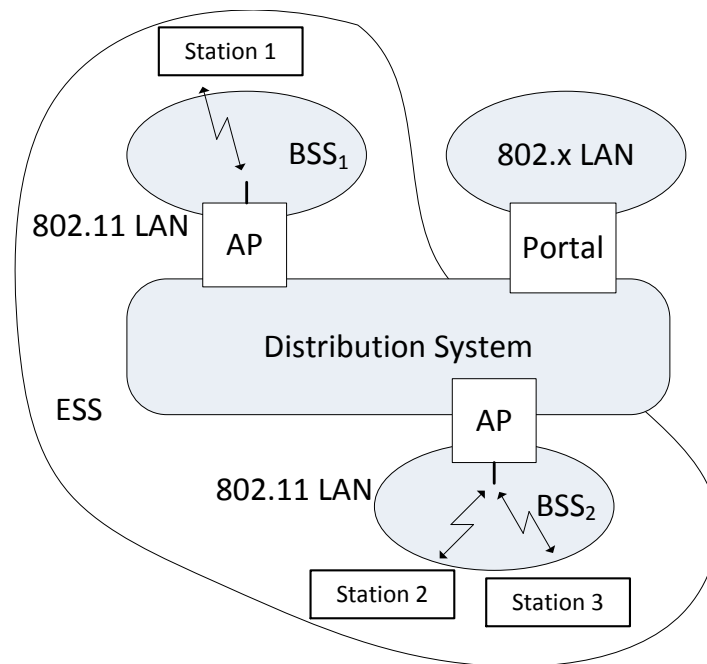 Station 1
BSS₁
802.x LAN
802.11 LAN
AP
Portal
Distribution System
ESS
AP
802.11 LAN
BSS₂
Station 2
Station 3